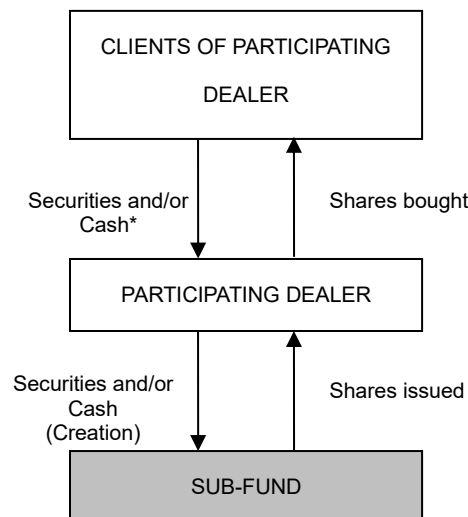 CLIENTS OF PARTICIPATING
DEALER
Securities and/or
Cash*
Shares bought
PARTICIPATING DEALER
Securities and/or
Cash
(Creation)
Shares issued
SUB-FUND